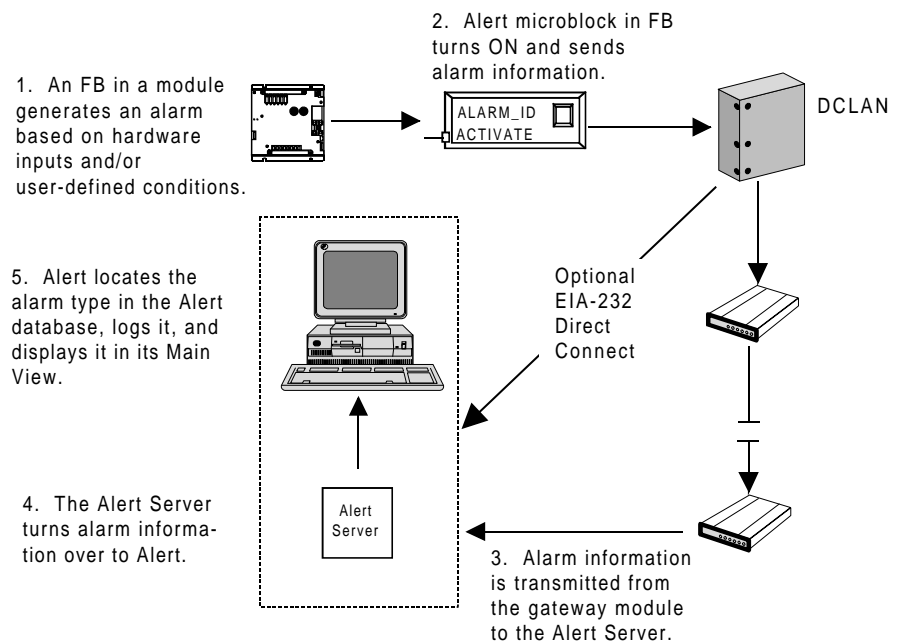 1. An FB in a module
generates an alarm
based on hardware
inputs and/or
user-defined conditions.
2. Alert microblock in FB
turns ON and sends
alarm information.
ALARM_ID
ACTIVATE
DCLAN
Optional
EIA-232
Direct
Connect
3. Alarm information
is transmitted from
the gateway module
to the Alert Server.
4. The Alert Server
turns alarm informa-
tion over to Alert.
Alert
Server
5. Alert locates the
alarm type in the Alert
database, logs it, and
displays it in its Main
View.